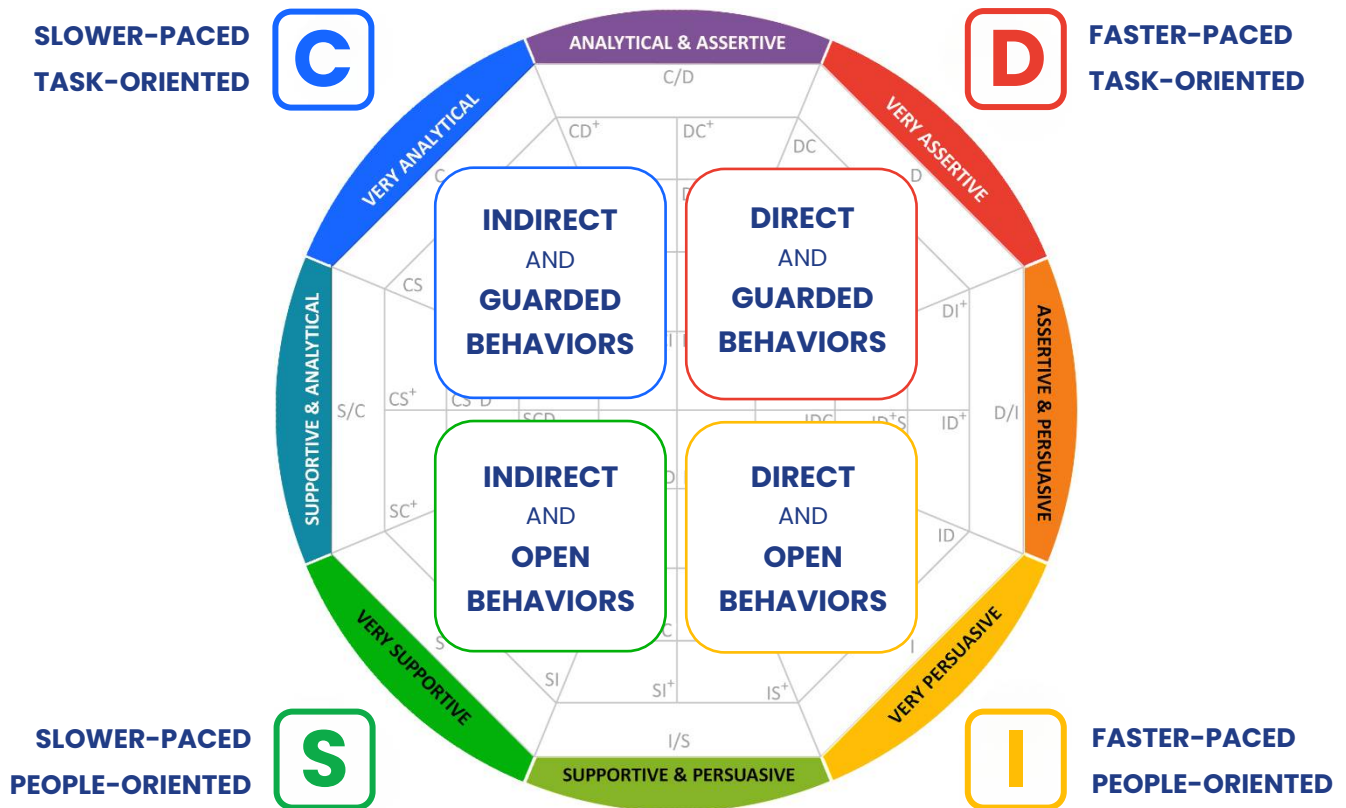 SLOWER-PACED
TASK-ORIENTED
C
ANALYTICAL & ASSERTIVE
D
FASTER-PACED
TASK-ORIENTED
C/D
CD+
DC+
VERY ANALYTICAL
VERY ASSERTIVE
DC
C
D
INDIRECT
AND
GUARDED
BEHAVIORS
DIRECT
AND
GUARDED
BEHAVIORS
CS
DI+
SUPPORTIVE & ANALYTICAL
ASSERTIVE & PERSUASIVE
S/C
CS+
D/I
ID+
SC+
ID
INDIRECT
AND
OPEN
BEHAVIORS
DIRECT
AND
OPEN
BEHAVIORS
VERY SUPPORTIVE
VERY PERSUASIVE
S
C
I
SI
SI+
IS+
I/S
SUPPORTIVE & PERSUASIVE
SLOWER-PACED
PEOPLE-ORIENTED
S
I
FASTER-PACED
PEOPLE-ORIENTED